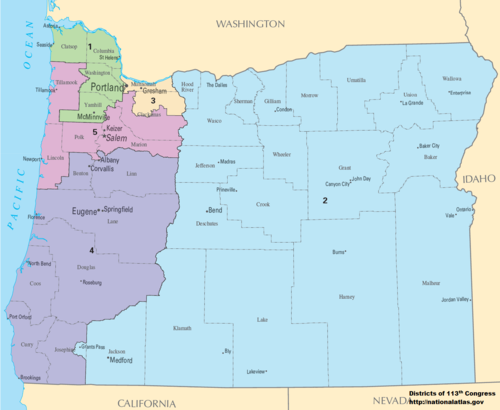 WASHINGTON
PACIFIC OCEAN
Astoria
Seaside
Clatsop
1
Columbia
St Helens
Tillamook
Washington
Portland
Multnomah
Gresham
3
Hood River
The Dalles
Tillamook
Yamhill
McMinnville
Clackamas
Sherman
Gilliam
Condon
Morrow
Umatilla
Union
La Grande
Wallowa
Enterprise
Wasco
5
Keizer
Salem
Polk
Marion
Baker City
Baker
Newport
Lincoln
Albany
Corvallis
Benton
Linn
Jefferson
Madras
Wheeler
Grant
John Day
Canyon City
IDAHO
Prineville
Crook
2
Eugene
Springfield
Lane
Florence
Bend
Deschutes
Ontario
Vale
4
Burns
North Bend
Douglas
Roseburg
Coos
Malheur
Harney
Jordan Valley
Port Orford
Lake
Klamath
Curry
Josephine
Grants Pass
Jackson
Medford
Bly
Lakeview
Brookings
CALIFORNIA
NEVADA
Districts of 113th Congress
http://nationalatlas.gov